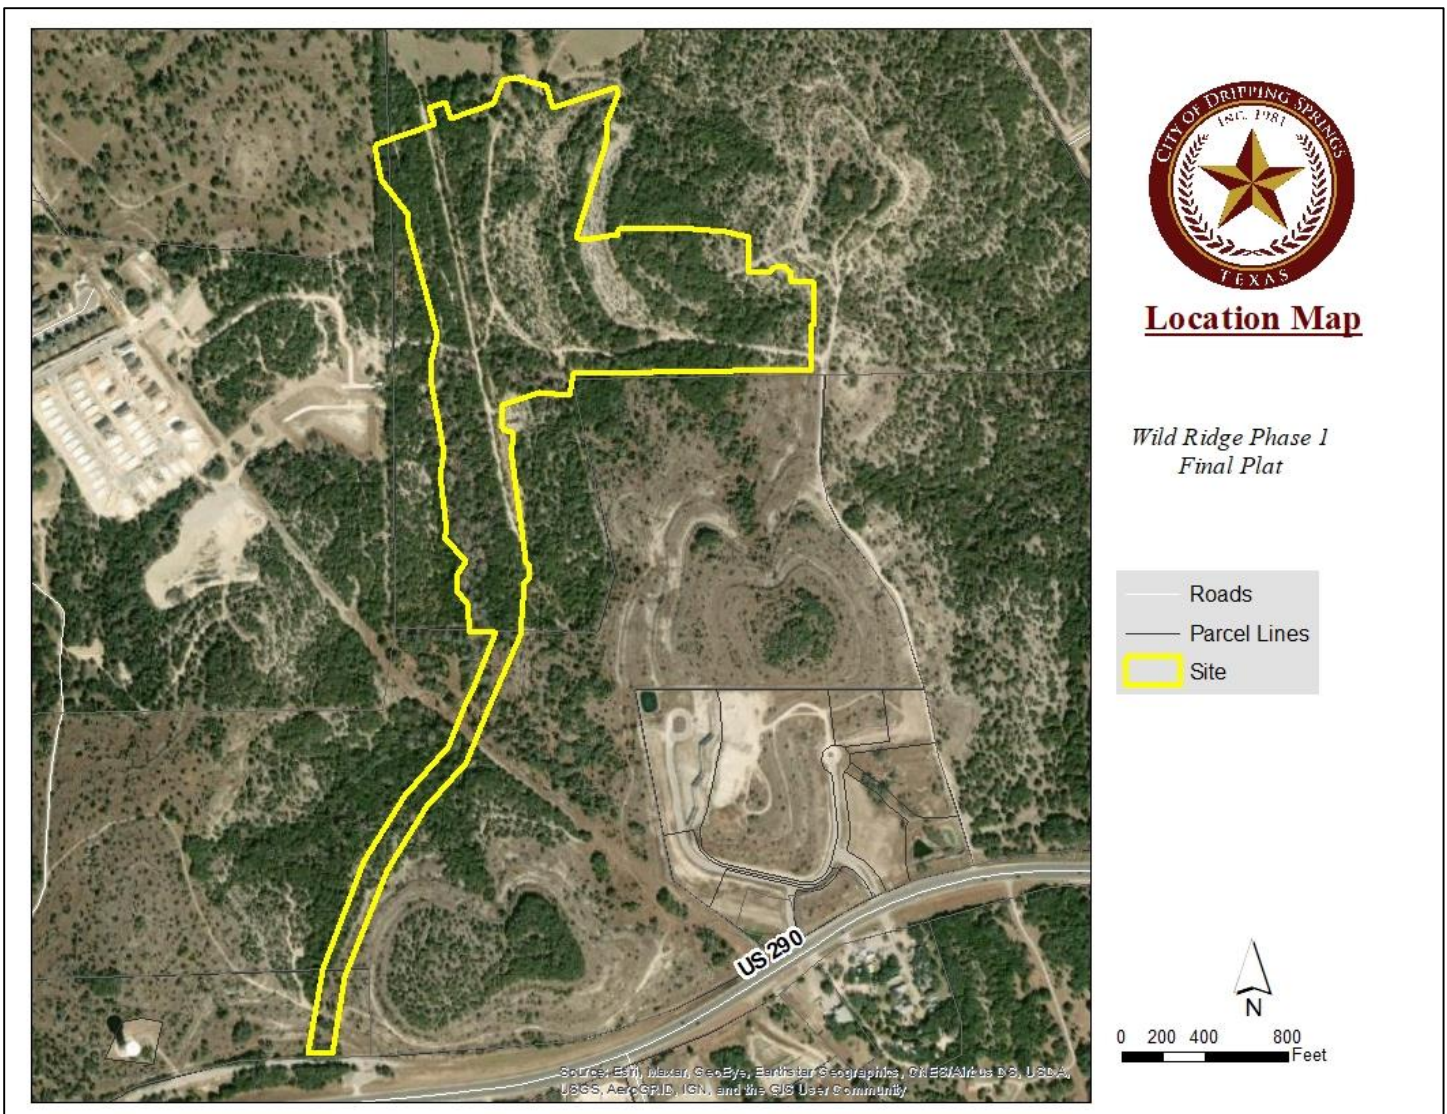 CITY OF DRIPPING SPRINGS
INC. 1981
TEXAS
Location Map
Wild Ridge Phase 1
Final Plat
Roads
Parcel Lines
Site
US 290
N
0 200 400 800
Feet
Source: Esri, Maxar, GeoEye, Earthstar Geographics, CNES/Airbus DS, USDA,
USGS, AeroGRID, IGN, and the GIS User Community